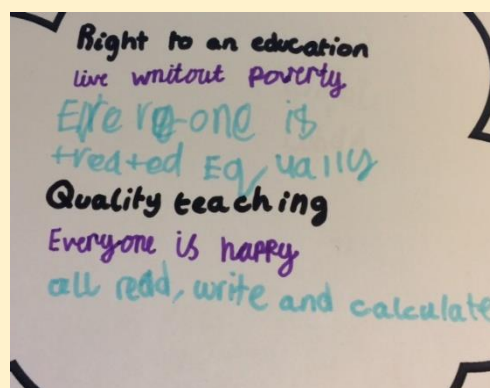 Right to an education
live writout poverty
Everyone is
treated Equally
Quality teaching
Everyone is happy
all read, write and calculate